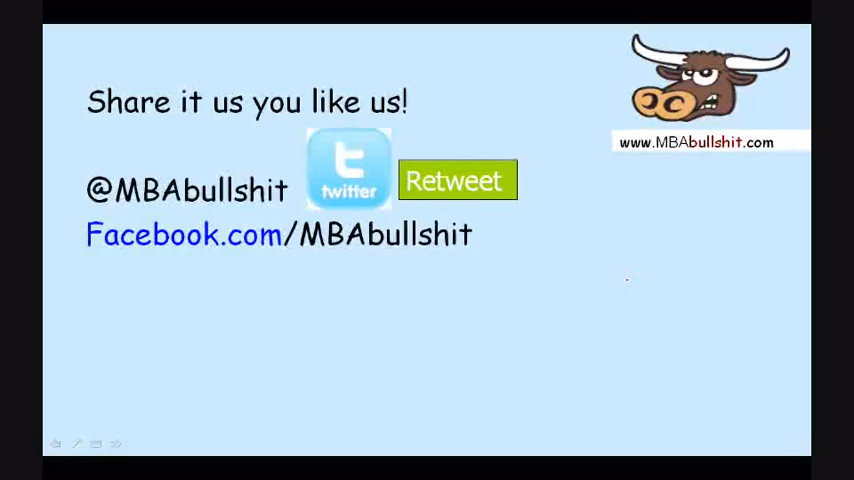 Share it us you like us!
www.MBAbullshit.com
twitter
Retweet
@MBAbullshit
Facebook.com/MBAbullshit